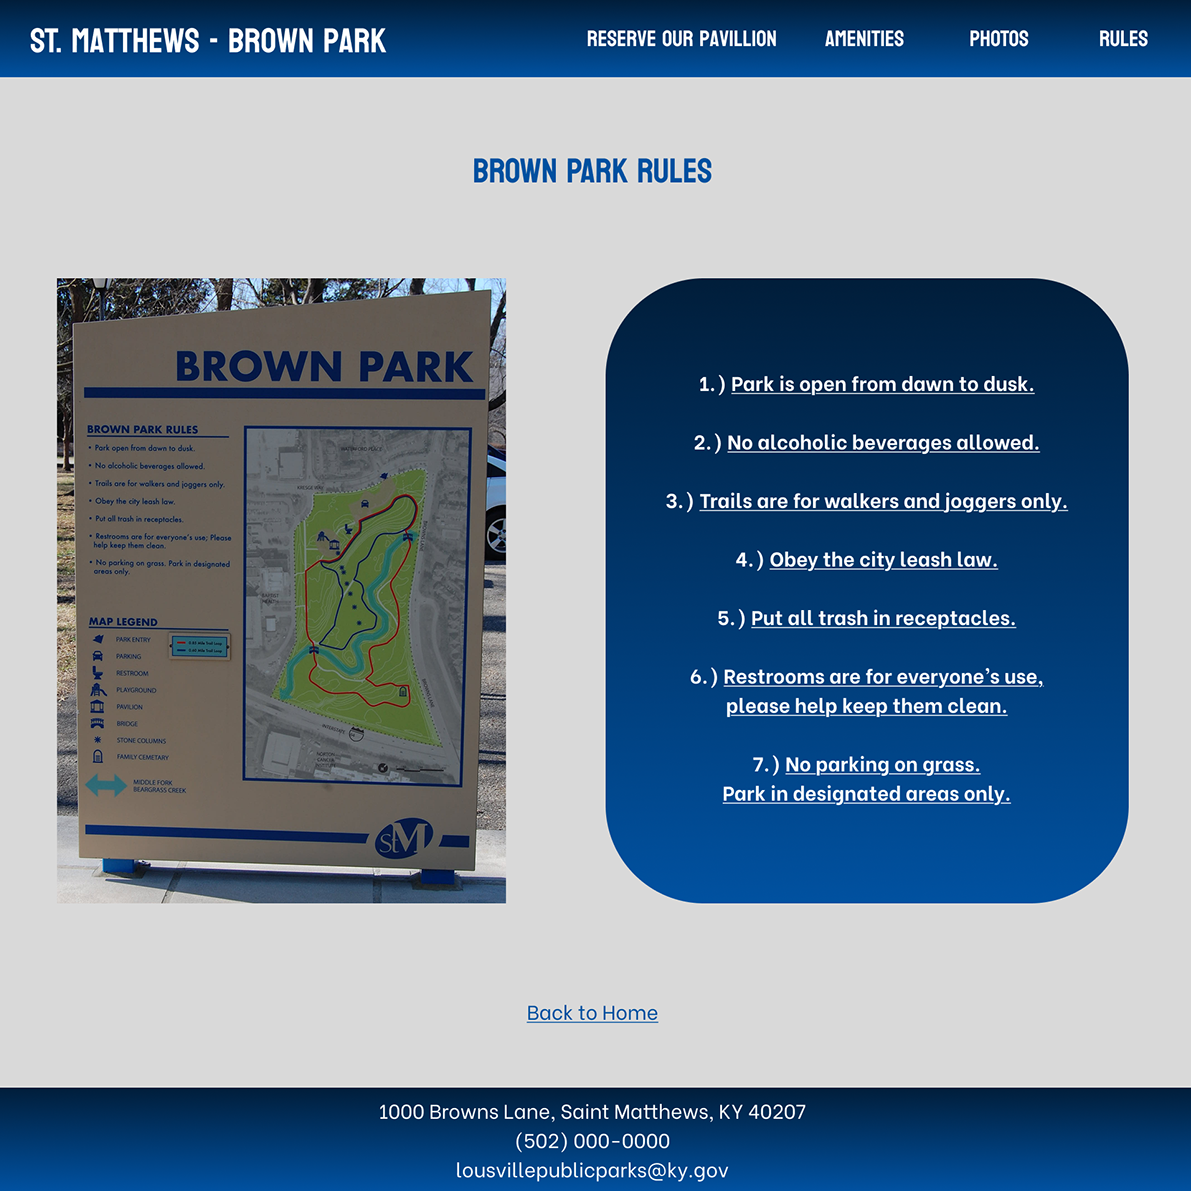 ST. MATTHEWS - BROWN PARK
RESERVE OUR PAVILLION
AMENITIES
PHOTOS
RULES
BROWN PARK RULES
BROWN PARK
BROWN PARK RULES
• Park open from dawn to dusk.
• No alcoholic beverages allowed.
• Trails are for walkers and joggers only.
• Obey the city leash law.
• Put all trash in receptocles.
• Restrooms are for everyone's use; Please
help keep them clean.
• No parking on grass. Park in designated
areas only.
MAP LEGEND
PARK ENTRY
PARKING
RESTROOM
PLAYGROUND
PAVILION
BRIDGE
STONE COLUMNS
FAMILY CEMETARY
MIDDLE FORK
BEARGRASS CREEK
KRESGE WAY
INTERSTATE
StM
1.) Park is open from dawn to dusk.
2.) No alcoholic beverages allowed.
3.) Trails are for walkers and joggers only.
4.) Obey the city leash law.
5.) Put all trash in receptacles.
6.) Restrooms are for everyone's use,
please help keep them clean.
7.) No parking on grass.
Park in designated areas only.
Back to Home
1000 Browns Lane, Saint Matthews, KY 40207
(502) 000-0000
lousvillepublicparks@ky.gov